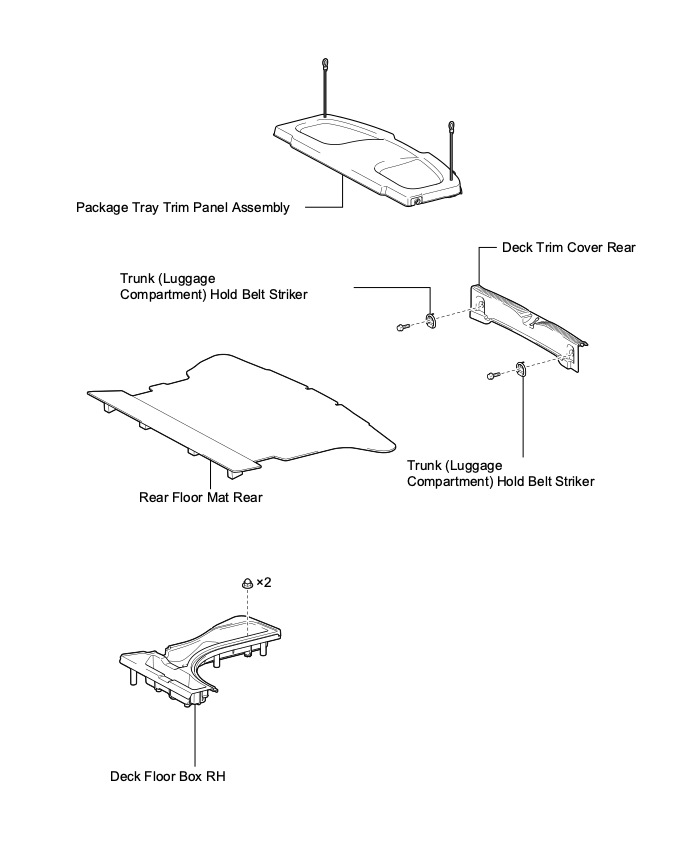 Package Tray Trim Panel Assembly
Deck Trim Cover Rear
Trunk (Luggage
Compartment) Hold Belt Striker
Trunk (Luggage
Compartment) Hold Belt Striker
Rear Floor Mat Rear
×2
Deck Floor Box RH